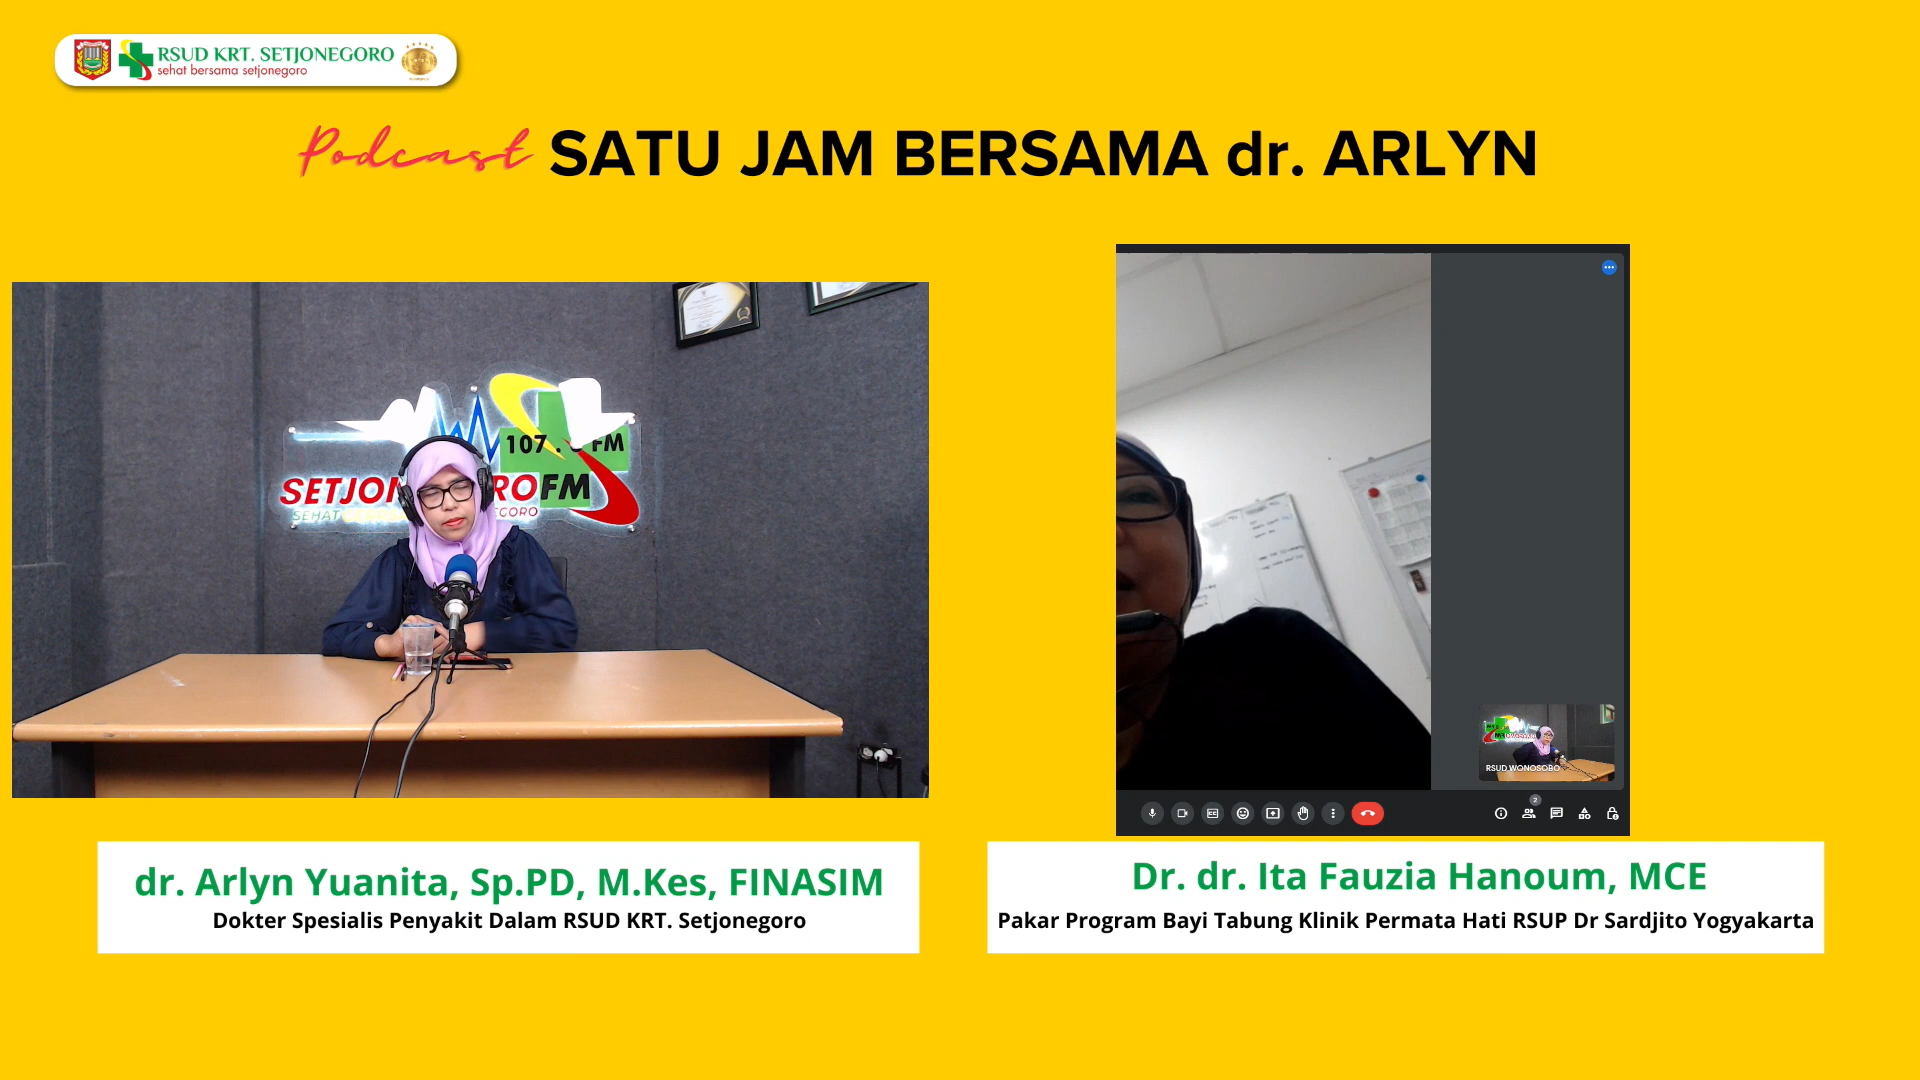 RSUD KRT. SETJONEGORO
sehat bersama setjonegoro
Podcast SATU JAM BERSAMA dr. ARLYN
107. FM
SETJON ROFM
SEHAT
RSUD WONOSOBO
2
dr. Arlyn Yuanita, Sp.PD, M.Kes, FINASIM
Dokter Spesialis Penyakit Dalam RSUD KRT. Setjonegoro
Dr. dr. Ita Fauzia Hanoum, MCE
Pakar Program Bayi Tabung Klinik Permata Hati RSUP Dr Sardjito Yogyakarta